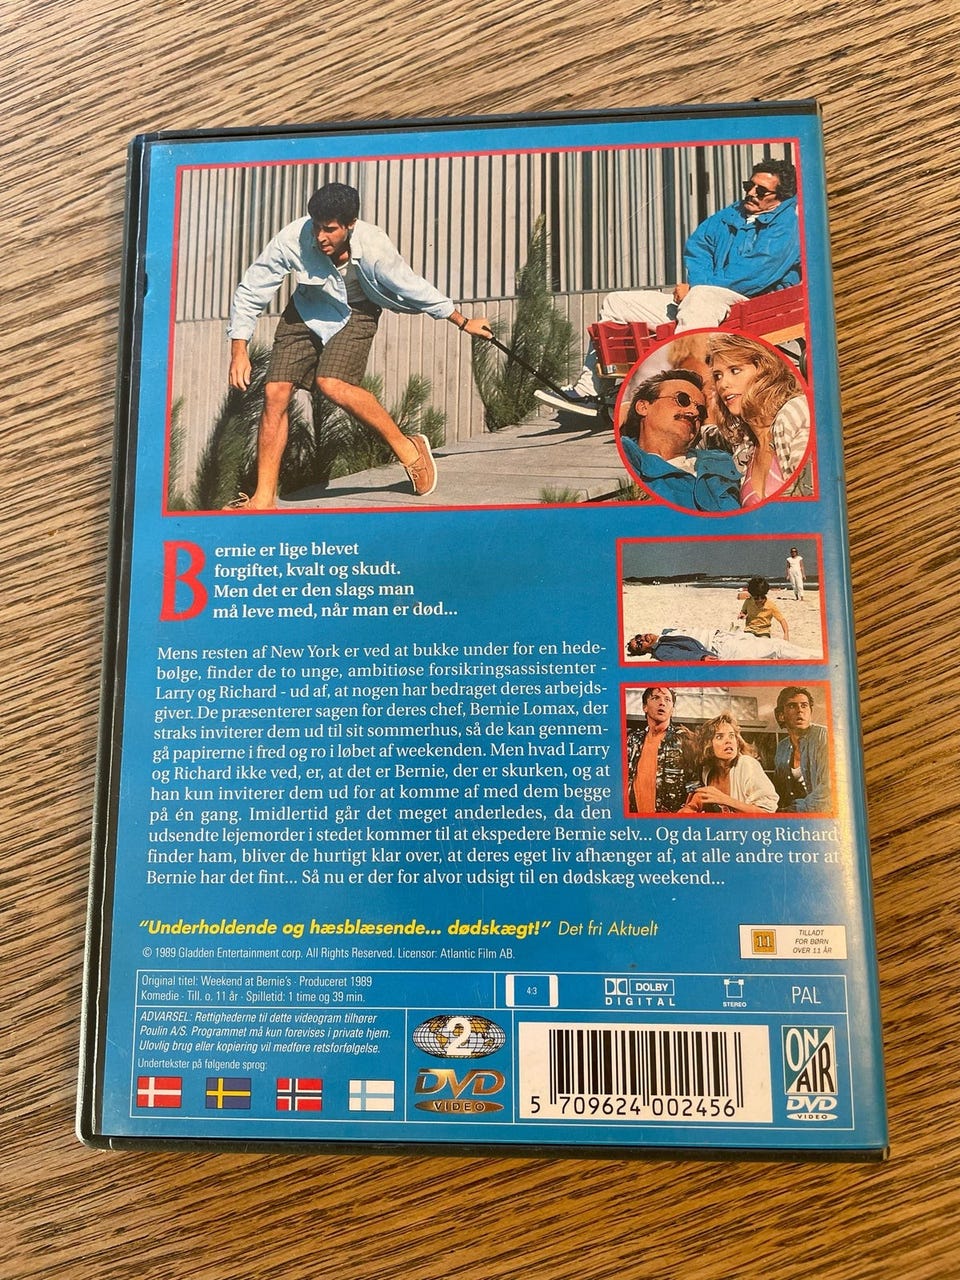 Bernie er lige blevet
forgiftet, kvalt og skudt.
Men det er den slags man
må leve med, når man er død...
Mens resten af New York er ved at bukke under for en hede-
bølge, finder de to unge, ambitiøse forsikringsassistenter -
Larry og Richard - ud af, at nogen har bedraget deres arbejds-
giver. De præsenterer sagen for deres chef, Bernie Lomax, der
straks inviterer dem ud til sit sommerhus, så de kan gennem-
gå papirerne i fred og ro i løbet af weekenden. Men hvad Larry
og Richard ikke ved, er, at det er Bernie, der er skurken, og at
han kun inviterer dem ud for at komme af med dem begge
på én gang. Imidlertid går det meget anderledes, da den
udsendte lejemorder i stedet kommer til at ekspedere Bernie selv... Og da Larry og Richard
finder ham, bliver de hurtigt klar over, at deres eget liv afhænger af, at alle andre tror at
Bernie har det fint... Så nu er der for alvor udsigt til en dødskæg weekend...
"Underholdende og hæsblæsende... dødskægt!" Det fri Aktuelt
© 1989 Gladden Entertainment corp. All Rights Reserved. Licensor: Atlantic Film AB.
11
TILLADT
FOR BØRN
OVER 11 ÅR
Original titel: Weekend at Bernie's · Produceret 1989
Komedie · Till. o. 11 år · Spilletid: 1 time og 39 min.
4:3
DOLBY
DIGITAL
STEREO
PAL
ADVARSEL: Rettighederne til dette videogram tilhører
Poulin A/S. Programmet må kun forevises i private hjem.
Ulovlig brug eller kopiering vil medføre retsforfølgelse.
Undertekster på følgende sprog:
2
DVD
VIDEO
5 709624 002456
ON
AIR
DVD
VIDEO